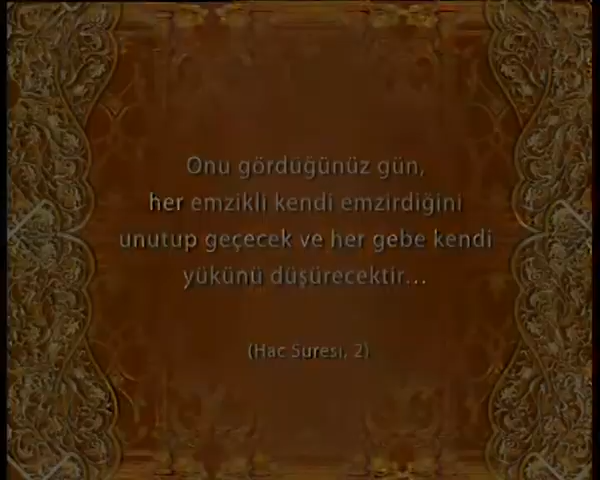 Onu gördüğünüz gün,
her emzikli kendi emzirdiğini
unutup geçecek ve her gebe kendi
yükünü düşürecektir...
(Hac Suresi, 2)